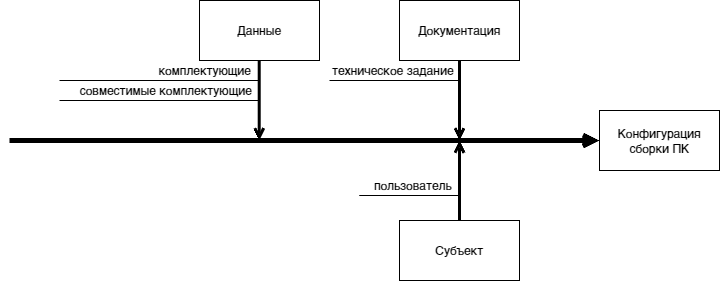 Данные
Документация
комплектующие
техническое задание
совместимые комплектующие
Конфигурация
сборки ПК
пользователь
Субъект